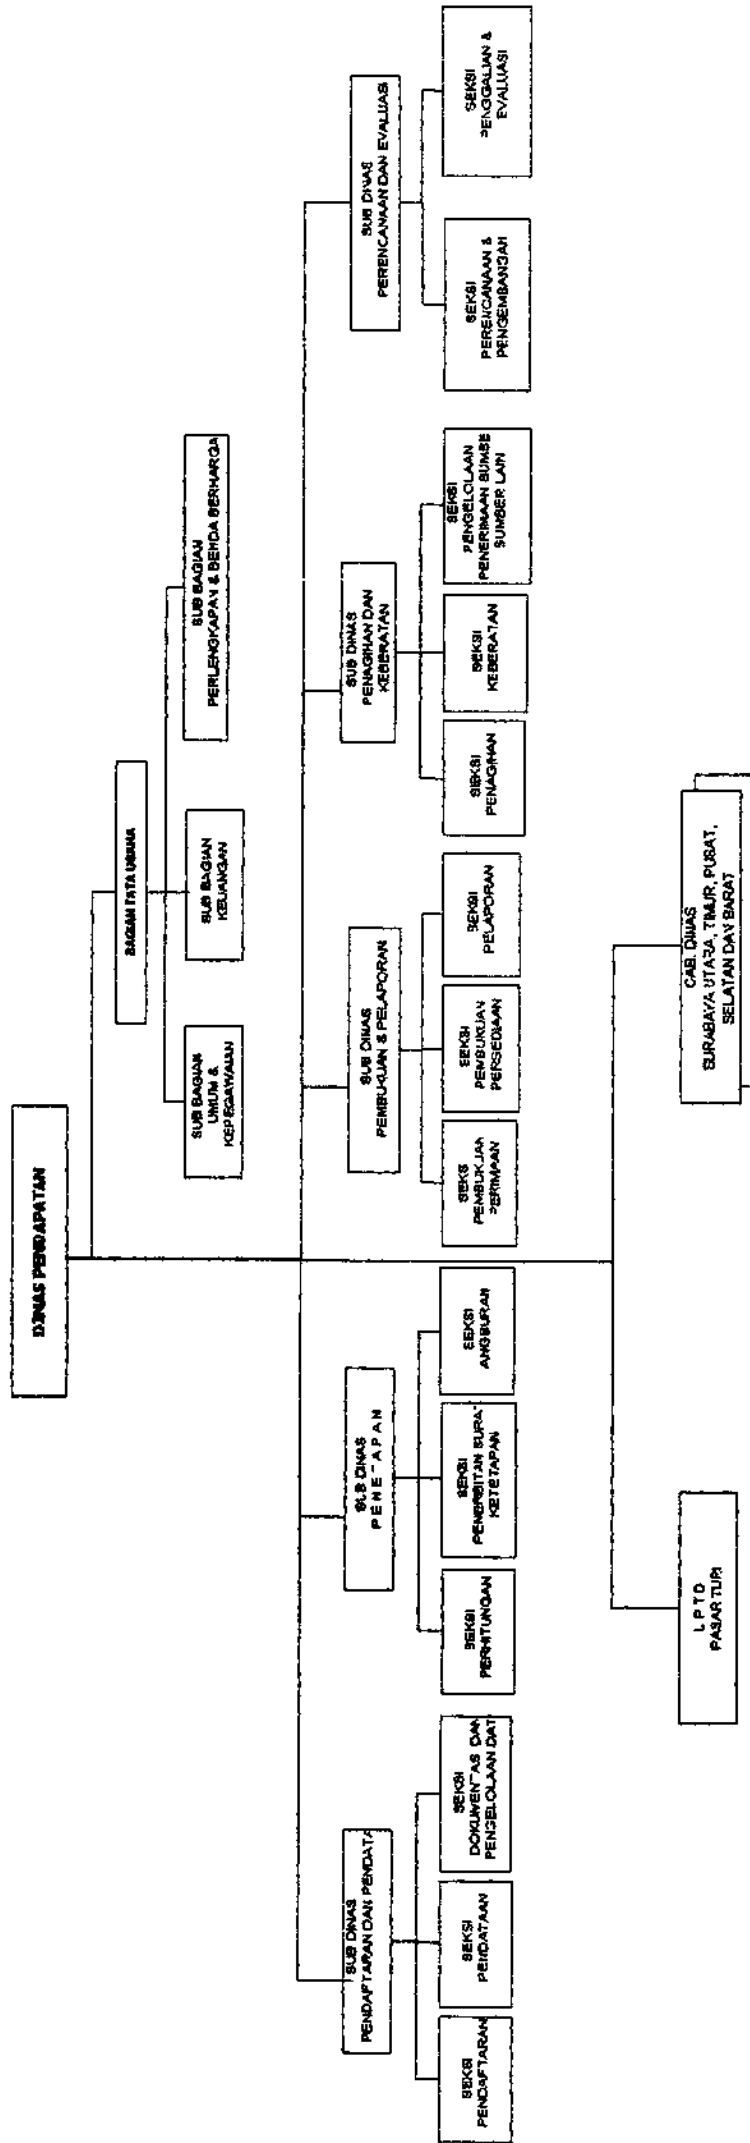 DINAS PENDAPATAN
BAGIAN TATA USAHA
SUB BAGIAN
UMUM &
KEPEGAWAIAN
SUB BAGIAN
KEUANGAN
SUB BAGIAN
PERLENGKAPAN & BENDA BERHARGA
SUB DINAS
PENDAFTARAN DAN PENDATA
SUB DINAS
P E N E T A P A N
SUB DINAS
PEMBUKUAN & PELAPORAN
SUB DINAS
PENAGIHAN DAN
KEBERATAN
SUB DINAS
PERENCANAAN DAN EVALUASI
SEKSI
PENDAFTARAN
SEKSI
PENDATAAN
SEKSI
DOKUMENTAS DAN
PENGELOLAAN DAT
SEKSI
PERHITUNGAN
SEKSI
PENERBITAN SURA
KETETAPAN
SEKSI
ANGSURAN
SEKS
PEMBUKUAN
PERIMAAN
SEKSI
PEMBUKUAN
PERSEDIAAN
SEKSI
PELAPORAN
SEKSI
PENAGIHAN
SEKSI
KEBERATAN
SEKSI
PENGELOLAAN
PENERIMAAN SUMBE
SUMBER LAIN
SEKSI
PERENCANAAN &
PENGEMBANGAN
SEKSI
PENGGALIAN &
EVALUASI
U P T D
PASAR TURI
CAB. DINAS
SURABAYA UTARA, TIMUR, PUSAT,
SELATAN DAN BARAT